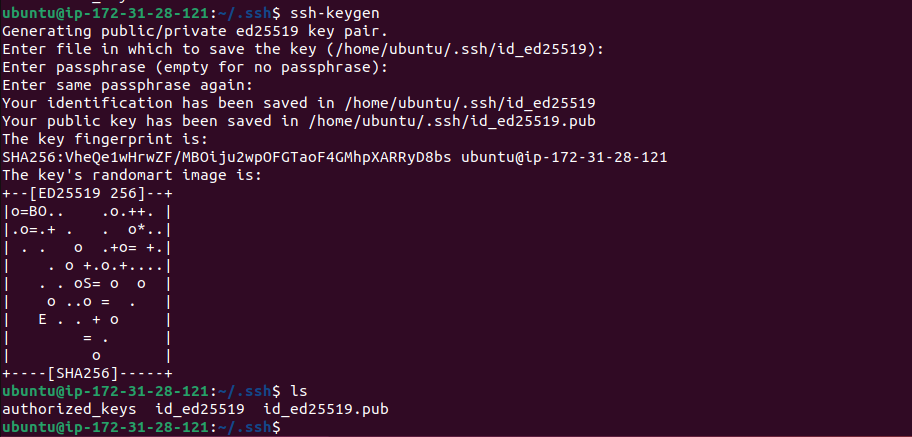 ubuntu@ip-172-31-28-121:~/.ssh$ ssh-keygen
Generating public/private ed25519 key pair.
Enter file in which to save the key (/home/ubuntu/.ssh/id_ed25519):
Enter passphrase (empty for no passphrase):
Enter same passphrase again:
Your identification has been saved in /home/ubuntu/.ssh/id_ed25519
Your public key has been saved in /home/ubuntu/.ssh/id_ed25519.pub
The key fingerprint is:
SHA256:VheQe1wHrwZF/MBOiju2wpOFGTaoF4GMhpXARRyD8bs ubuntu@ip-172-31-28-121
The key's randomart image is:
+--[ED25519 256]--+
|o=BO..    .o.++. |
|.o=.+ .   .  o*..|
| . .   o  .+o= +.|
|    . o +.o.+....|
|   . . oS= o  o  |
|    o ..o =  .   |
|   E . . + o     |
|        = .      |
|         o       |
+----[SHA256]-----+
ubuntu@ip-172-31-28-121:~/.ssh$ ls
authorized_keys  id_ed25519  id_ed25519.pub
ubuntu@ip-172-31-28-121:~/.ssh$